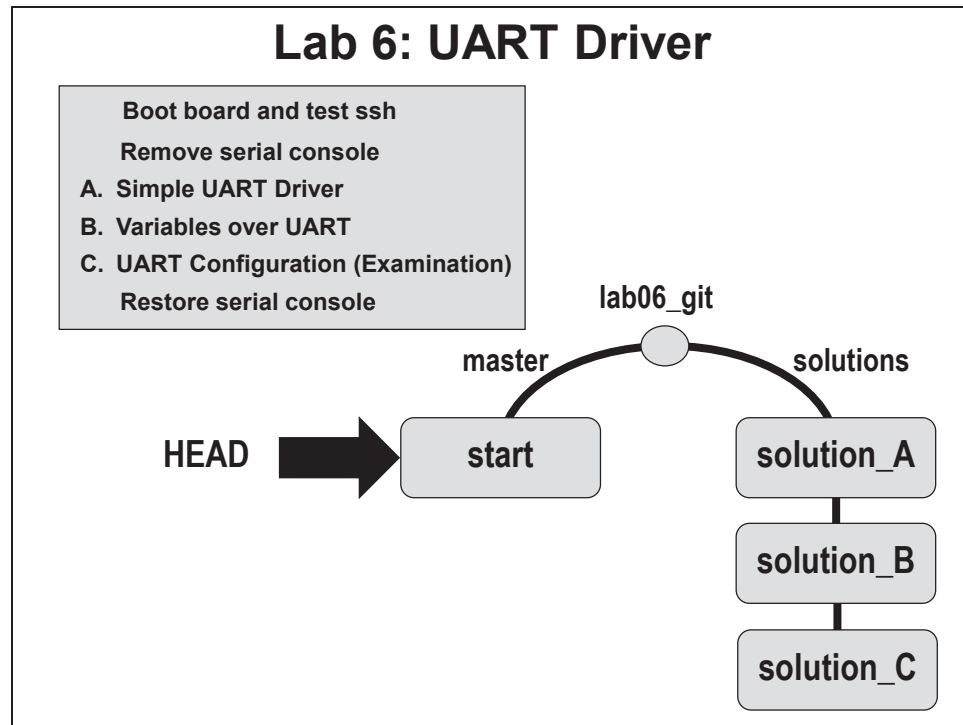 Lab 6: UART Driver
Boot board and test ssh
Remove serial console
A. Simple UART Driver
B. Variables over UART
C. UART Configuration (Examination)
Restore serial console
lab06_git
master
solutions
HEAD
start
solution_A
solution_B
solution_C